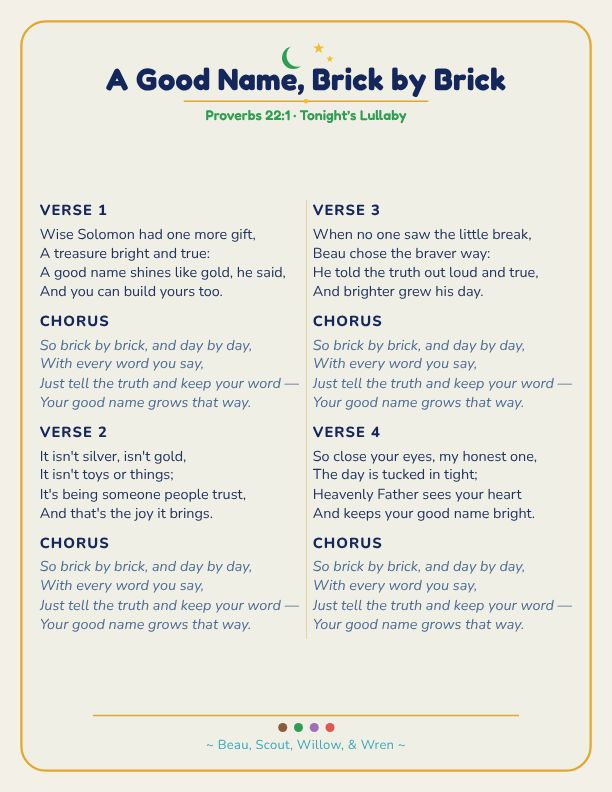 A Good Name, Brick by Brick
Proverbs 22:1 · Tonight's Lullaby
VERSE 1
Wise Solomon had one more gift,
A treasure bright and true:
A good name shines like gold, he said,
And you can build yours too.
CHORUS
So brick by brick, and day by day,
With every word you say,
Just tell the truth and keep your word —
Your good name grows that way.
VERSE 2
It isn't silver, isn't gold,
It isn't toys or things;
It's being someone people trust,
And that's the joy it brings.
CHORUS
So brick by brick, and day by day,
With every word you say,
Just tell the truth and keep your word —
Your good name grows that way.
VERSE 3
When no one saw the little break,
Beau chose the braver way:
He told the truth out loud and true,
And brighter grew his day.
CHORUS
So brick by brick, and day by day,
With every word you say,
Just tell the truth and keep your word —
Your good name grows that way.
VERSE 4
So close your eyes, my honest one,
The day is tucked in tight;
Heavenly Father sees your heart
And keeps your good name bright.
CHORUS
So brick by brick, and day by day,
With every word you say,
Just tell the truth and keep your word —
Your good name grows that way.
~ Beau, Scout, Willow, & Wren ~